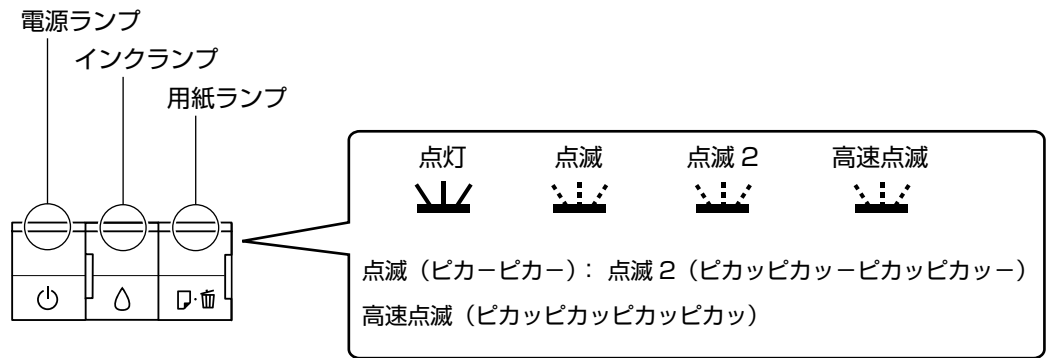 電源ランプ
インクランプ
用紙ランプ
点灯 点滅 点滅 2 高速点滅
点滅（ピカーピカー）： 点滅 2（ピカッピカッーピカッピカッー）
高速点滅（ピカッピカッピカッピカッ）